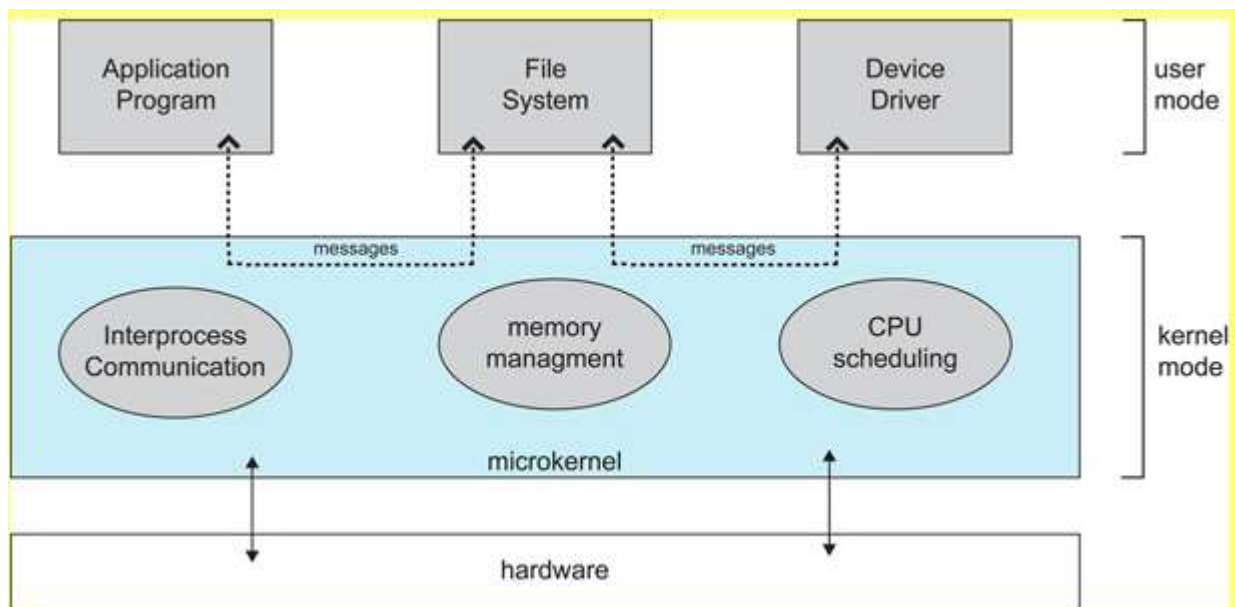 Application
Program
File
System
Device
Driver
user
mode
messages
messages
Interprocess
Communication
memory
managment
CPU
scheduling
kernel
mode
microkernel
hardware